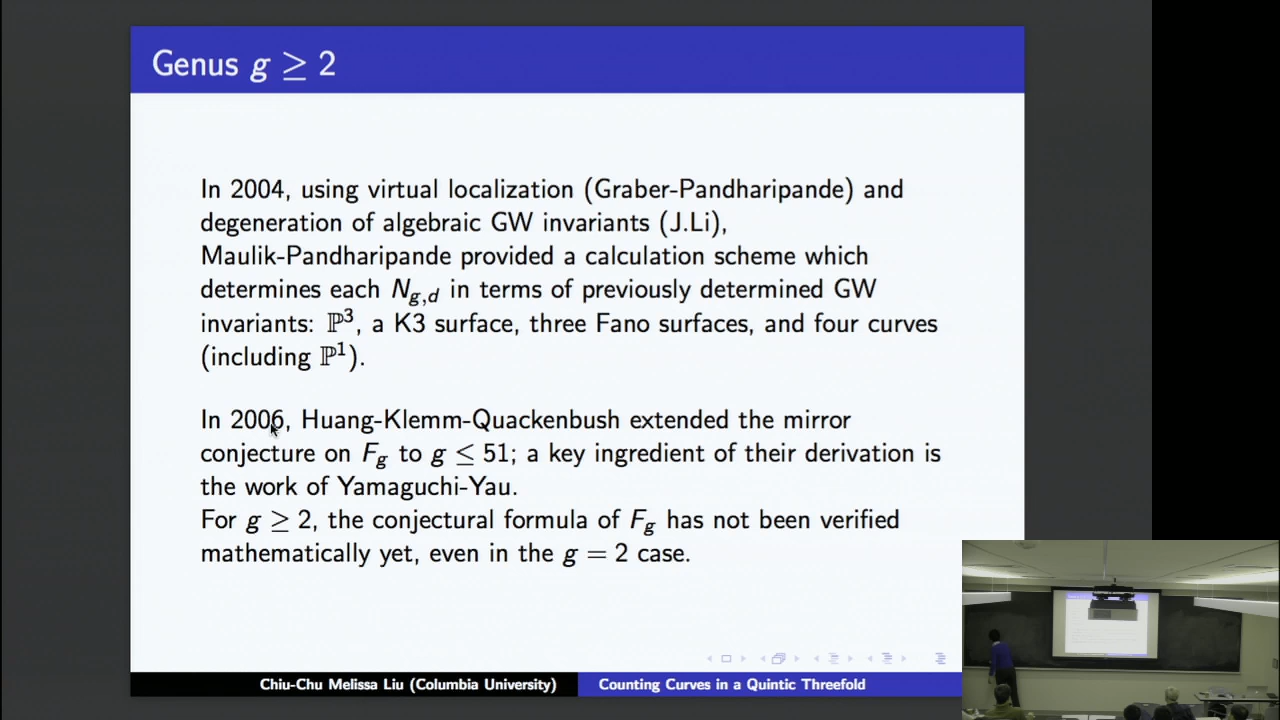 Genus g ≥ 2
In 2004, using virtual localization (Graber-Pandharipande) and
degeneration of algebraic GW invariants (J.Li),
Maulik-Pandharipande provided a calculation scheme which
determines each N_{g,d} in terms of previously determined GW
invariants: ℙ³, a K3 surface, three Fano surfaces, and four curves
(including ℙ¹).
In 2006, Huang-Klemm-Quackenbush extended the mirror
conjecture on F_g to g ≤ 51; a key ingredient of their derivation is
the work of Yamaguchi-Yau.
For g ≥ 2, the conjectural formula of F_g has not been verified
mathematically yet, even in the g = 2 case.
Chiu-Chu Melissa Liu (Columbia University) Counting Curves in a Quintic Threefold